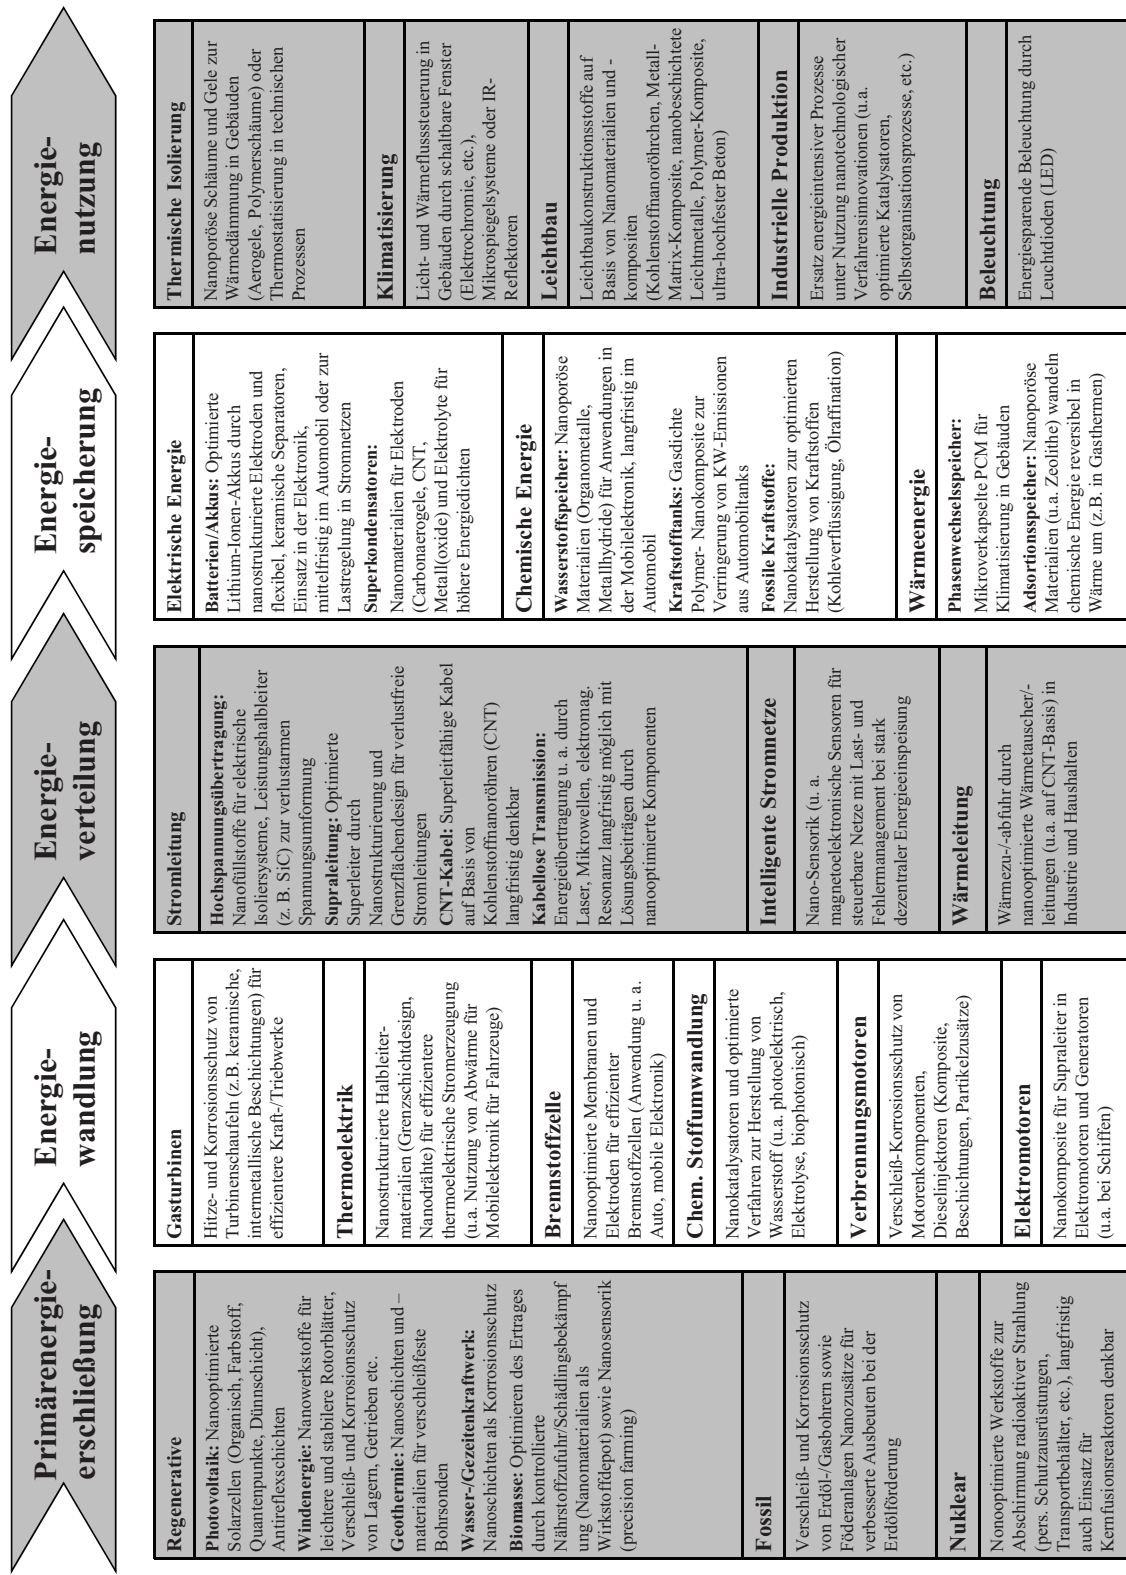 Primärenergie-
erschließung
Energie-
wandlung
Energie-
verteilung
Energie-
speicherung
Energie-
nutzung
Regenerative
Photovoltaik: Nanooptimierte
Solarzellen (Organisch, Farbstoff,
Quantenpunkte, Dünnschicht),
Antireflexschichten
Windenergie: Nanowerkstoffe für
leichtere und stabilere Rotorblätter,
Verschleiß- und Korrosionsschutz
von Lagern, Getrieben etc.
Geothermie: Nanoschichten und –
materialien für verschleißfeste
Bohrsonden
Wasser-/Gezeitenkraftwerk:
Nanoschichten als Korrosionsschutz
Biomasse: Optimieren des Ertrages
durch kontrollierte
Nährstoffzufuhr/Schädlingsbekämpf
ung (Nanomaterialien als
Wirkstoffdepot) sowie Nanosensorik
(precision farming)
Fossil
Verschleiß- und Korrosionsschutz
von Erdöl-/Gasbohrern sowie
Föderanlagen Nanozusätze für
verbesserte Ausbeuten bei der
Erdölförderung
Nuklear
Nonooptimierte Werkstoffe zur
Abschirmung radioaktiver Strahlung
(pers. Schutzausrüstungen,
Transportbehälter, etc.), langfristig
auch Einsatz für
Kernfusionsreaktoren denkbar
Gasturbinen
Hitze- und Korrosionsschutz von
Turbinenschaufeln (z.B. keramische,
intermetallische Beschichtungen) für
effizientere Kraft-/Triebwerke
Thermoelektrik
Nanostrukturierte Halbleiter-
materialien (Grenzschichtdesign,
Nanodrähte) für effizientere
thermoelektrische Stromerzeugung
(u.a. Nutzung von Abwärme für
Mobilelektronik für Fahrzeuge)
Brennstoffzelle
Nanooptimierte Membranen und
Elektroden für effizienter
Brennstoffzellen (Anwendung u. a.
Auto, mobile Elektronik)
Chem. Stoffumwandlung
Nanokatalysatoren und optimierte
Verfahren zur Herstellung von
Wasserstoff (u.a. photoelektrisch,
Elektrolyse, biophotonisch)
Verbrennungsmotoren
Verschleiß-Korrosionsschutz von
Motorenkomponenten,
Dieselinjektoren (Komposite,
Beschichtungen, Partikelzusätze)
Elektromotoren
Nanokomposite für Supraleiter in
Elektromotoren und Generatoren
(u.a. bei Schiffen)
Stromleitung
Hochspannungsübertragung:
Nanofüllstoffe für elektrische
Isoliersysteme, Leistungshalbleiter
(z. B. SiC) zur verlustarmen
Spannungsumformung
Supraleitung: Optimierte
Superleiter durch
Nanostrukturierung und
Grenzflächendesign für verlustfreie
Stromleitungen
CNT-Kabel: Superleitfähige Kabel
auf Basis von
Kohlenstoffnanoröhren (CNT)
langfristig denkbar
Kabellose Transmission:
Energieübertragung u. a. durch
Laser, Mikrowellen, elektromag.
Resonanz langfristig möglich mit
Lösungsbeiträgen durch
nanooptimierte Komponenten
Intelligente Stromnetze
Nano-Sensorik (u. a.
magnetoelektronische Sensoren für
steuerbare Netze mit Last- und
Fehlermanagement bei stark
dezentraler Energieeinspeisung
Wärmeleitung
Wärmezu-/-abfuhr durch
nanooptimierte Wärmetauscher/-
leitungen (u.a. auf CNT-Basis) in
Industrie und Haushalten
Elektrische Energie
Batterien/Akkus: Optimierte
Lithium-Ionen-Akkus durch
nanostrukturierte Elektroden und
flexibel, keramische Separatoren,
Einsatz in der Elektronik,
mittelfristig im Automobil oder zur
Lastregelung in Stromnetzen
Superkondensatoren:
Nanomaterialien für Elektroden
(Carbonaerogele, CNT,
Metall(oxide) und Elektrolyte für
höhere Energiedichten
Chemische Energie
Wasserstoffspeicher: Nanoporöse
Materialien (Organometalle,
Metallhydride) für Anwendungen in
der Mobilelektronik, langfristig im
Automobil
Kraftstofftanks: Gasdichte
Polymer- Nanokomposite zur
Verringerung von KW-Emissionen
aus Automobiltanks
Fossile Kraftstoffe:
Nanokatalysatoren zur optimierten
Herstellung von Kraftstoffen
(Kohleverflüssigung, Ölraffination)
Wärmeenergie
Phasenwechselsspeicher:
Mikroverkapselte PCM für
Klimatisierung in Gebäuden
Adsortionsspeicher: Nanoporöse
Materialien (u.a. Zeolithe) wandeln
chemische Energie reversibel in
Wärme um (z.B. in Gasthermen)
Thermische Isolierung
Nanoporöse Schäume und Gele zur
Wärmedämmung in Gebäuden
(Aerogele, Polymerschäume) oder
Thermostatisierung in technischen
Prozessen
Klimatisierung
Licht- und Wärmeflusssteuerung in
Gebäuden durch schaltbare Fenster
(Elektrochromie, etc.),
Mikrospiegelsysteme oder IR-
Reflektoren
Leichtbau
Leichtbaukonstruktionsstoffe auf
Basis von Nanomaterialien und -
kompositen
(Kohlenstoffnanoröhrchen, Metall-
Matrix-Komposite, nanobeschichtete
Leichtmetalle, Polymer-Komposite,
ultra-hochfester Beton)
Industrielle Produktion
Ersatz energieintensiver Prozesse
unter Nutzung nanotechnologischer
Verfahrensinnovationen (u.a.
optimierte Katalysatoren,
Selbstorganisationsprozesse, etc.)
Beleuchtung
Energiesparende Beleuchtung durch
Leuchtdioden (LED)